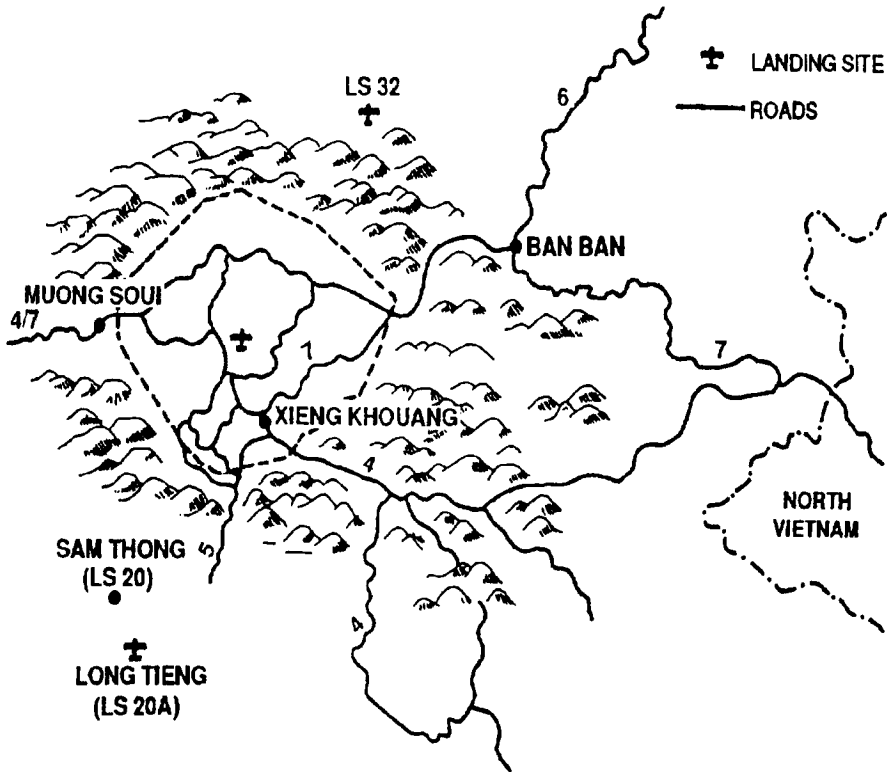 LS 32
6
LANDING SITE
ROADS
BAN BAN
MUONG SOUI
4/7
7
7
XIENG KHOUANG
4
NORTH
VIETNAM
SAM THONG
(LS 20)
5
4
LONG TIENG
(LS 20A)